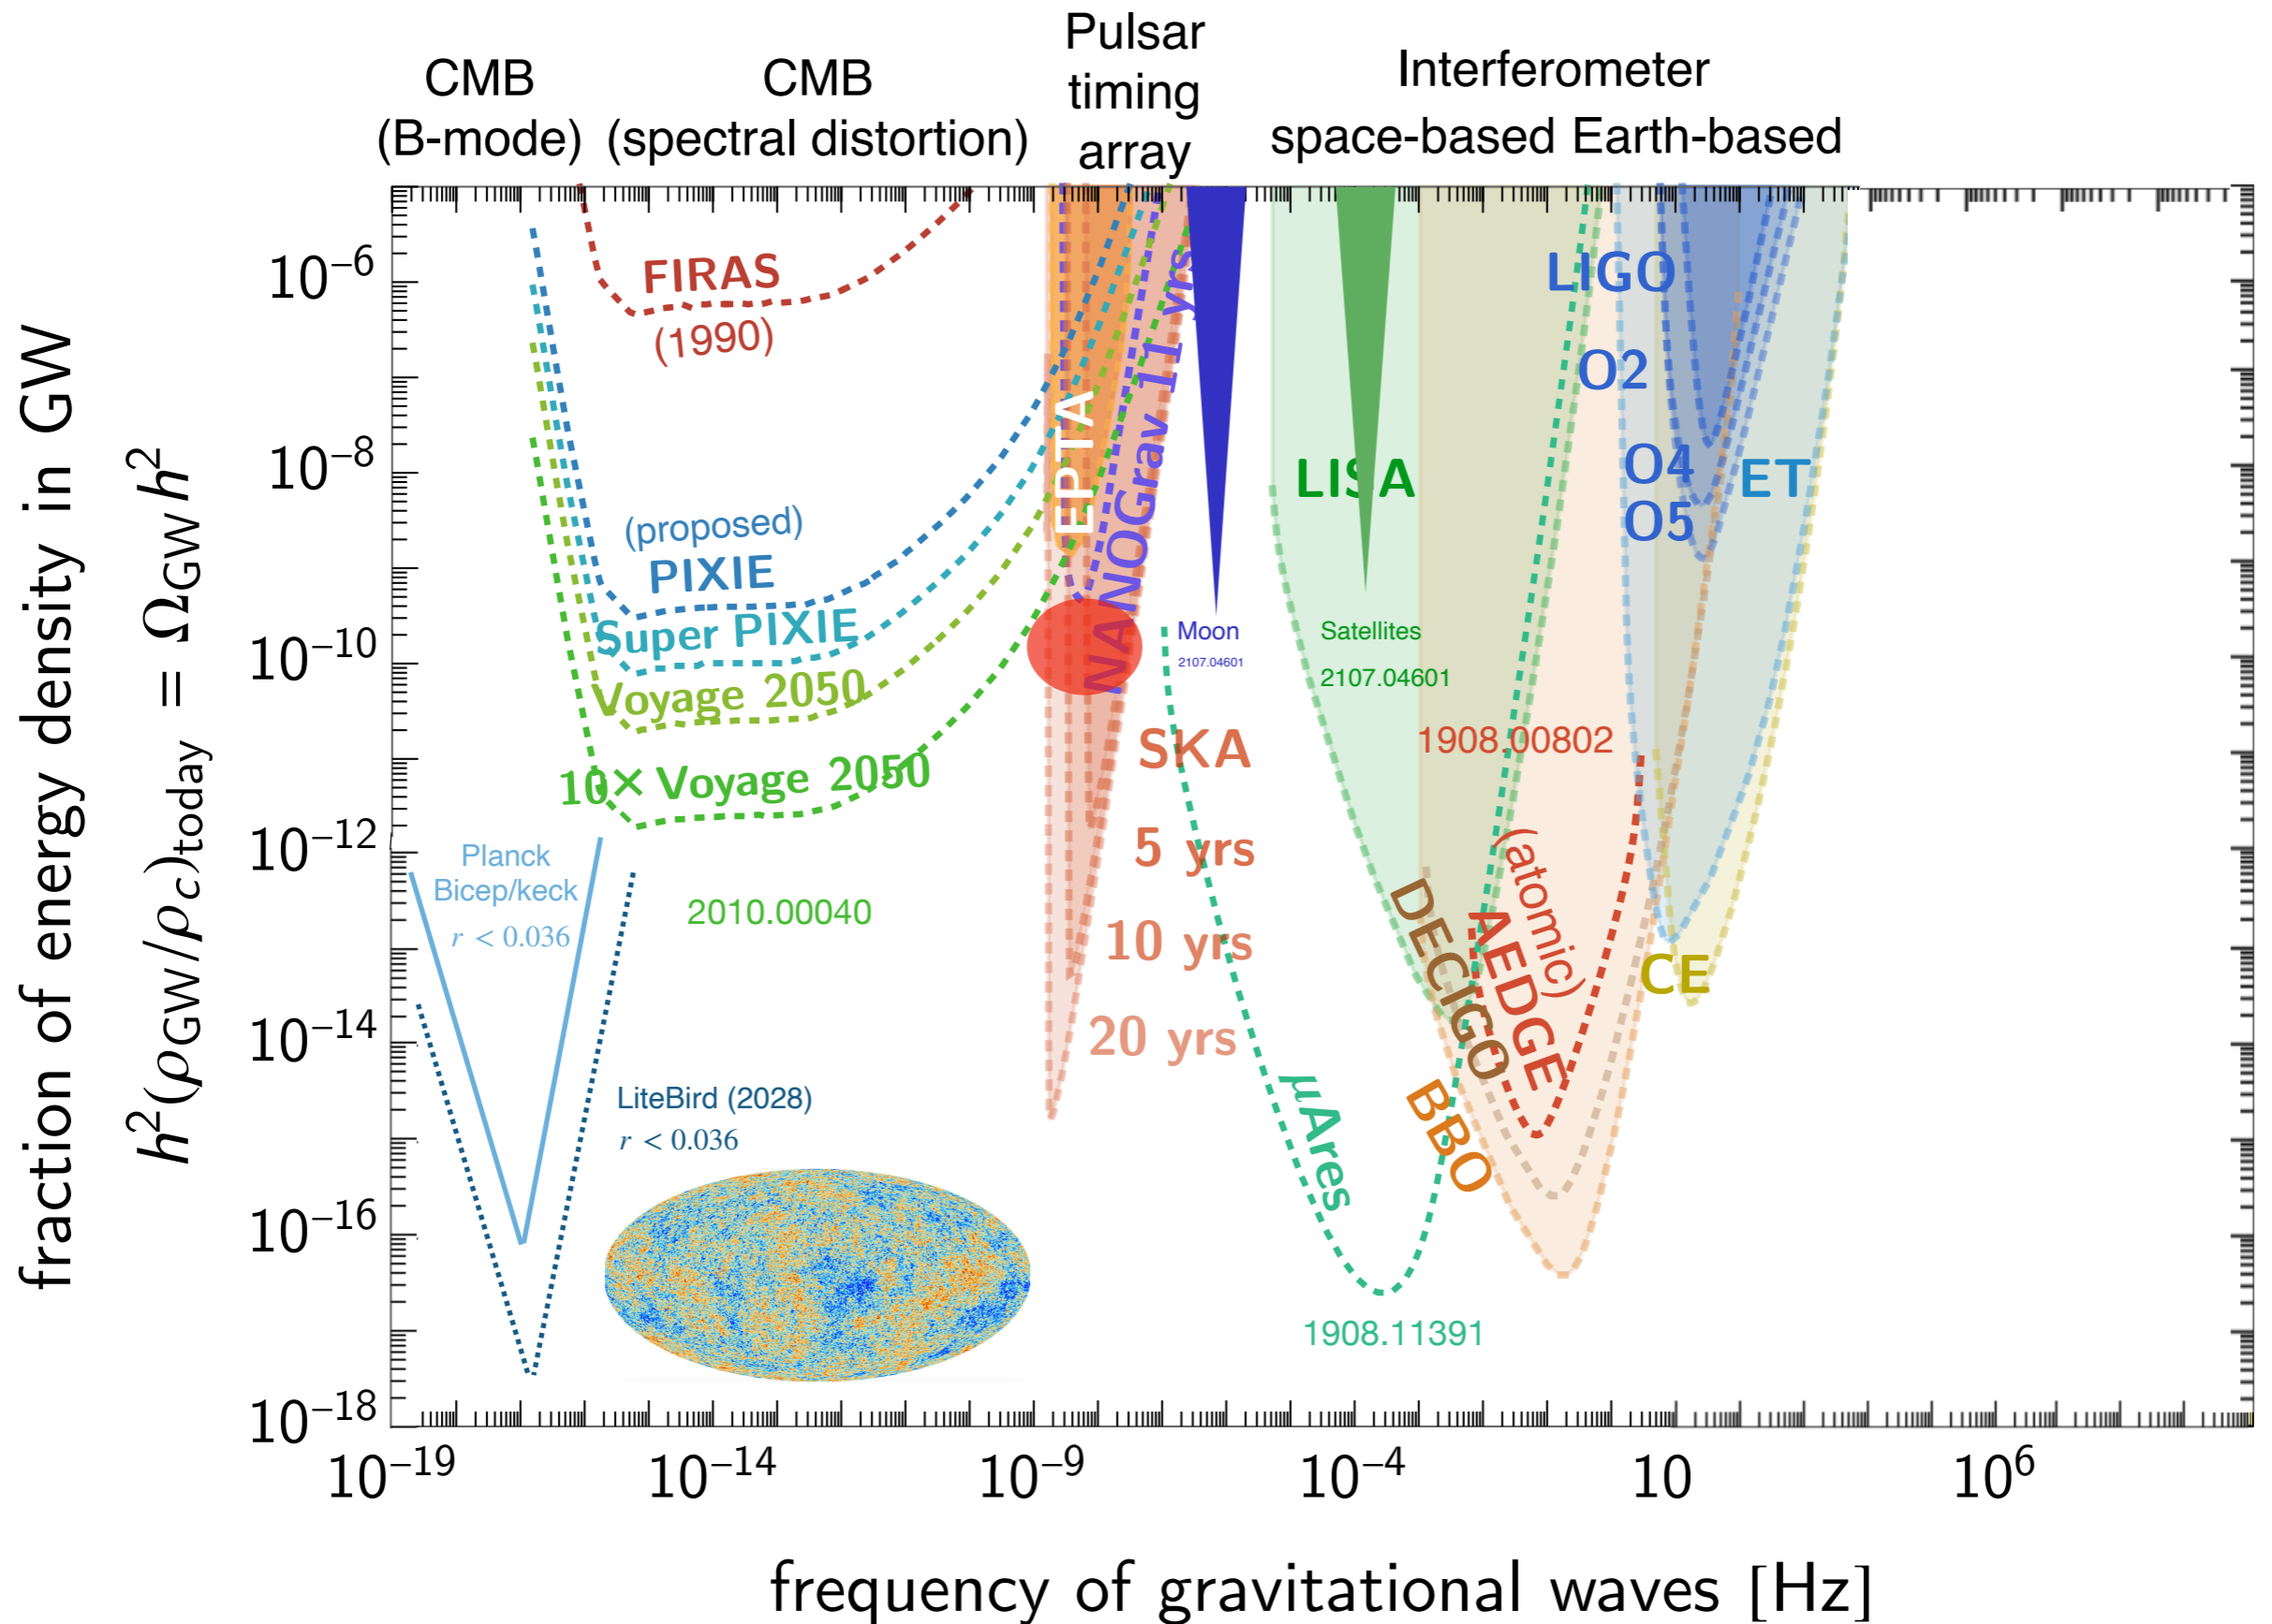 CMB
(B-mode)
CMB
(spectral distortion)
Pulsar
timing
array
Interferometer
space-based Earth-based
fraction of energy density in GW
h²(ρGW/ρc)today = ΩGW h²
10⁻⁶
10⁻⁸
10⁻¹⁰
10⁻¹²
10⁻¹⁴
10⁻¹⁶
10⁻¹⁸
FIRAS
(1990)
(proposed)
PIXIE
Super PIXIE
Voyage 2050
10× Voyage 2050
2010.00040
Planck
Bicep/keck
r < 0.036
LiteBird (2028)
r < 0.036
EPTA
NANOGrav 11 yrs
SKA
5 yrs
10 yrs
20 yrs
Moon
2107.04601
LISA
Satellites
2107.04601
1908.00802
μAres
1908.11391
DECIGO
BBO
AEDGE
(atomic)
LIGO
O2
O4
O5
ET
CE
10⁻¹⁹
10⁻¹⁴
10⁻⁹
10⁻⁴
10
10⁶
frequency of gravitational waves [Hz]